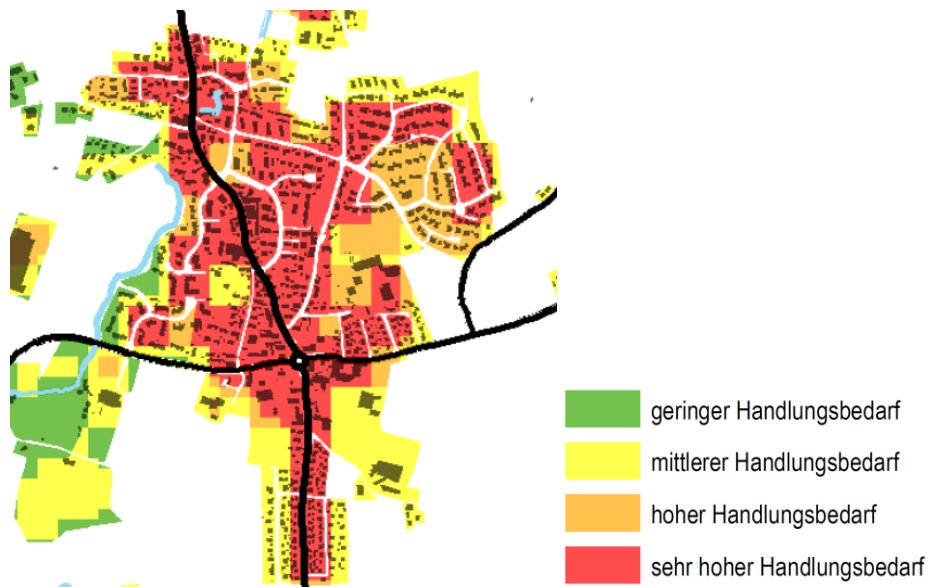 geringer Handlungsbedarf
mittlerer Handlungsbedarf
hoher Handlungsbedarf
sehr hoher Handlungsbedarf